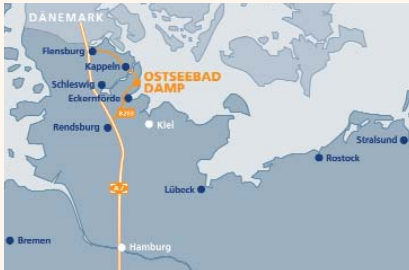 DÄNEMARK
Flensburg
Kappeln
OSTSEEBAD
DAMP
Schleswig
Eckernförde
B203
Rendsburg
Kiel
Stralsund
Rostock
A7
Lübeck
Bremen
Hamburg